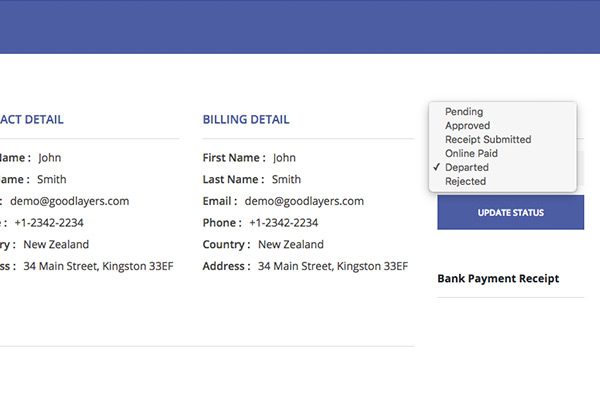 ACT DETAIL
Name : John
Name : Smith
: demo@goodlayers.com
: +1-2342-2234
ry : New Zealand
ss : 34 Main Street, Kingston 33EF
BILLING DETAIL
First Name : John
Last Name : Smith
Email : demo@goodlayers.com
Phone : +1-2342-2234
Country : New Zealand
Address : 34 Main Street, Kingston 33EF
Pending
Approved
Receipt Submitted
Online Paid
✓ Departed
Rejected
UPDATE STATUS
Bank Payment Receipt